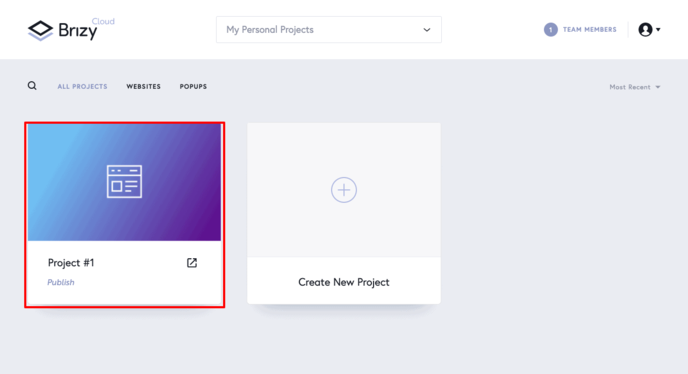 Brizy Cloud
My Personal Projects
1 TEAM MEMBERS
ALL PROJECTS WEBSITES POPUPS
Most Recent
Project #1
Publish
Create New Project